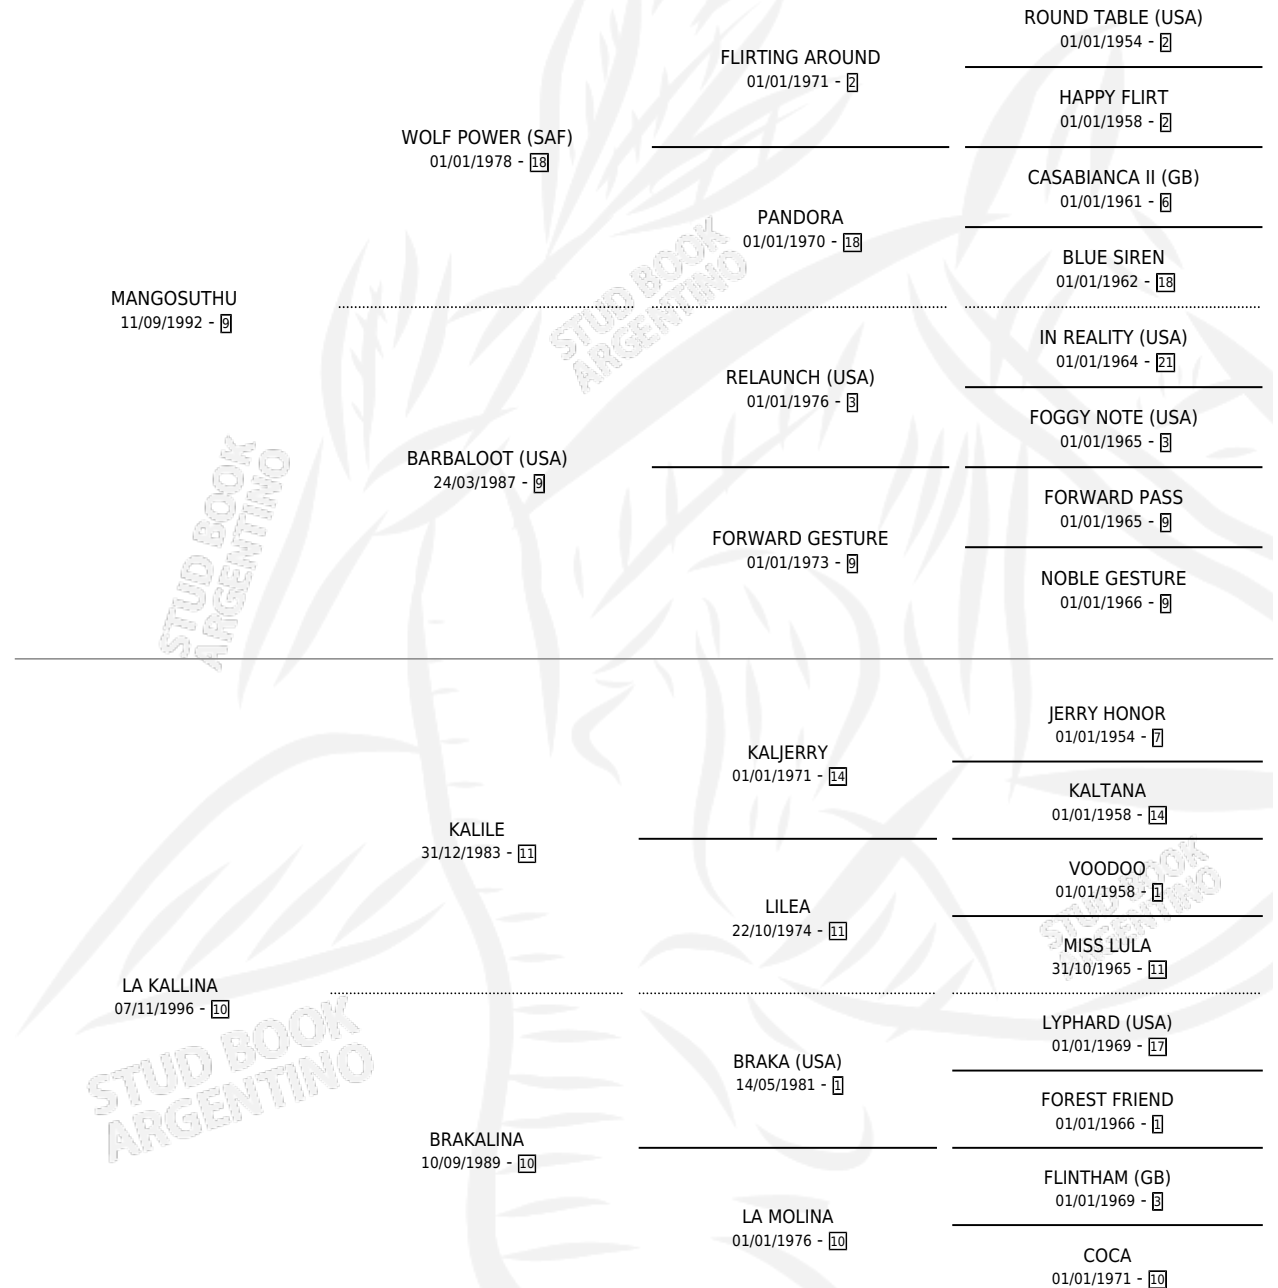 ROUND TABLE (USA)
01/01/1954 - 2
FLIRTING AROUND
01/01/1971 - 2
HAPPY FLIRT
01/01/1958 - 2
WOLF POWER (SAF)
01/01/1978 - 18
CASABIANCA II (GB)
01/01/1961 - 6
PANDORA
01/01/1970 - 18
BLUE SIREN
01/01/1962 - 18
MANGOSUTHU
11/09/1992 - 9
IN REALITY (USA)
01/01/1964 - 21
RELAUNCH (USA)
01/01/1976 - 3
FOGGY NOTE (USA)
01/01/1965 - 3
BARBALOOT (USA)
24/03/1987 - 9
FORWARD PASS
01/01/1965 - 9
FORWARD GESTURE
01/01/1973 - 9
NOBLE GESTURE
01/01/1966 - 9
JERRY HONOR
01/01/1954 - 7
KALJERRY
01/01/1971 - 14
KALTANA
01/01/1958 - 14
KALILE
31/12/1983 - 11
VOODOO
01/01/1958 - 1
LILEA
22/10/1974 - 11
MISS LULA
31/10/1965 - 11
LA KALLINA
07/11/1996 - 10
LYPHARD (USA)
01/01/1969 - 17
BRAKA (USA)
14/05/1981 - 1
FOREST FRIEND
01/01/1966 - 1
BRAKALINA
10/09/1989 - 10
FLINTHAM (GB)
01/01/1969 - 3
LA MOLINA
01/01/1976 - 10
COCA
01/01/1971 - 10
STUD BOOK
ARGENTINO
STUD BOOK
ARGENTINO
STUD BOOK
ARGENTINO
STUD BOOK
ARGENTINO